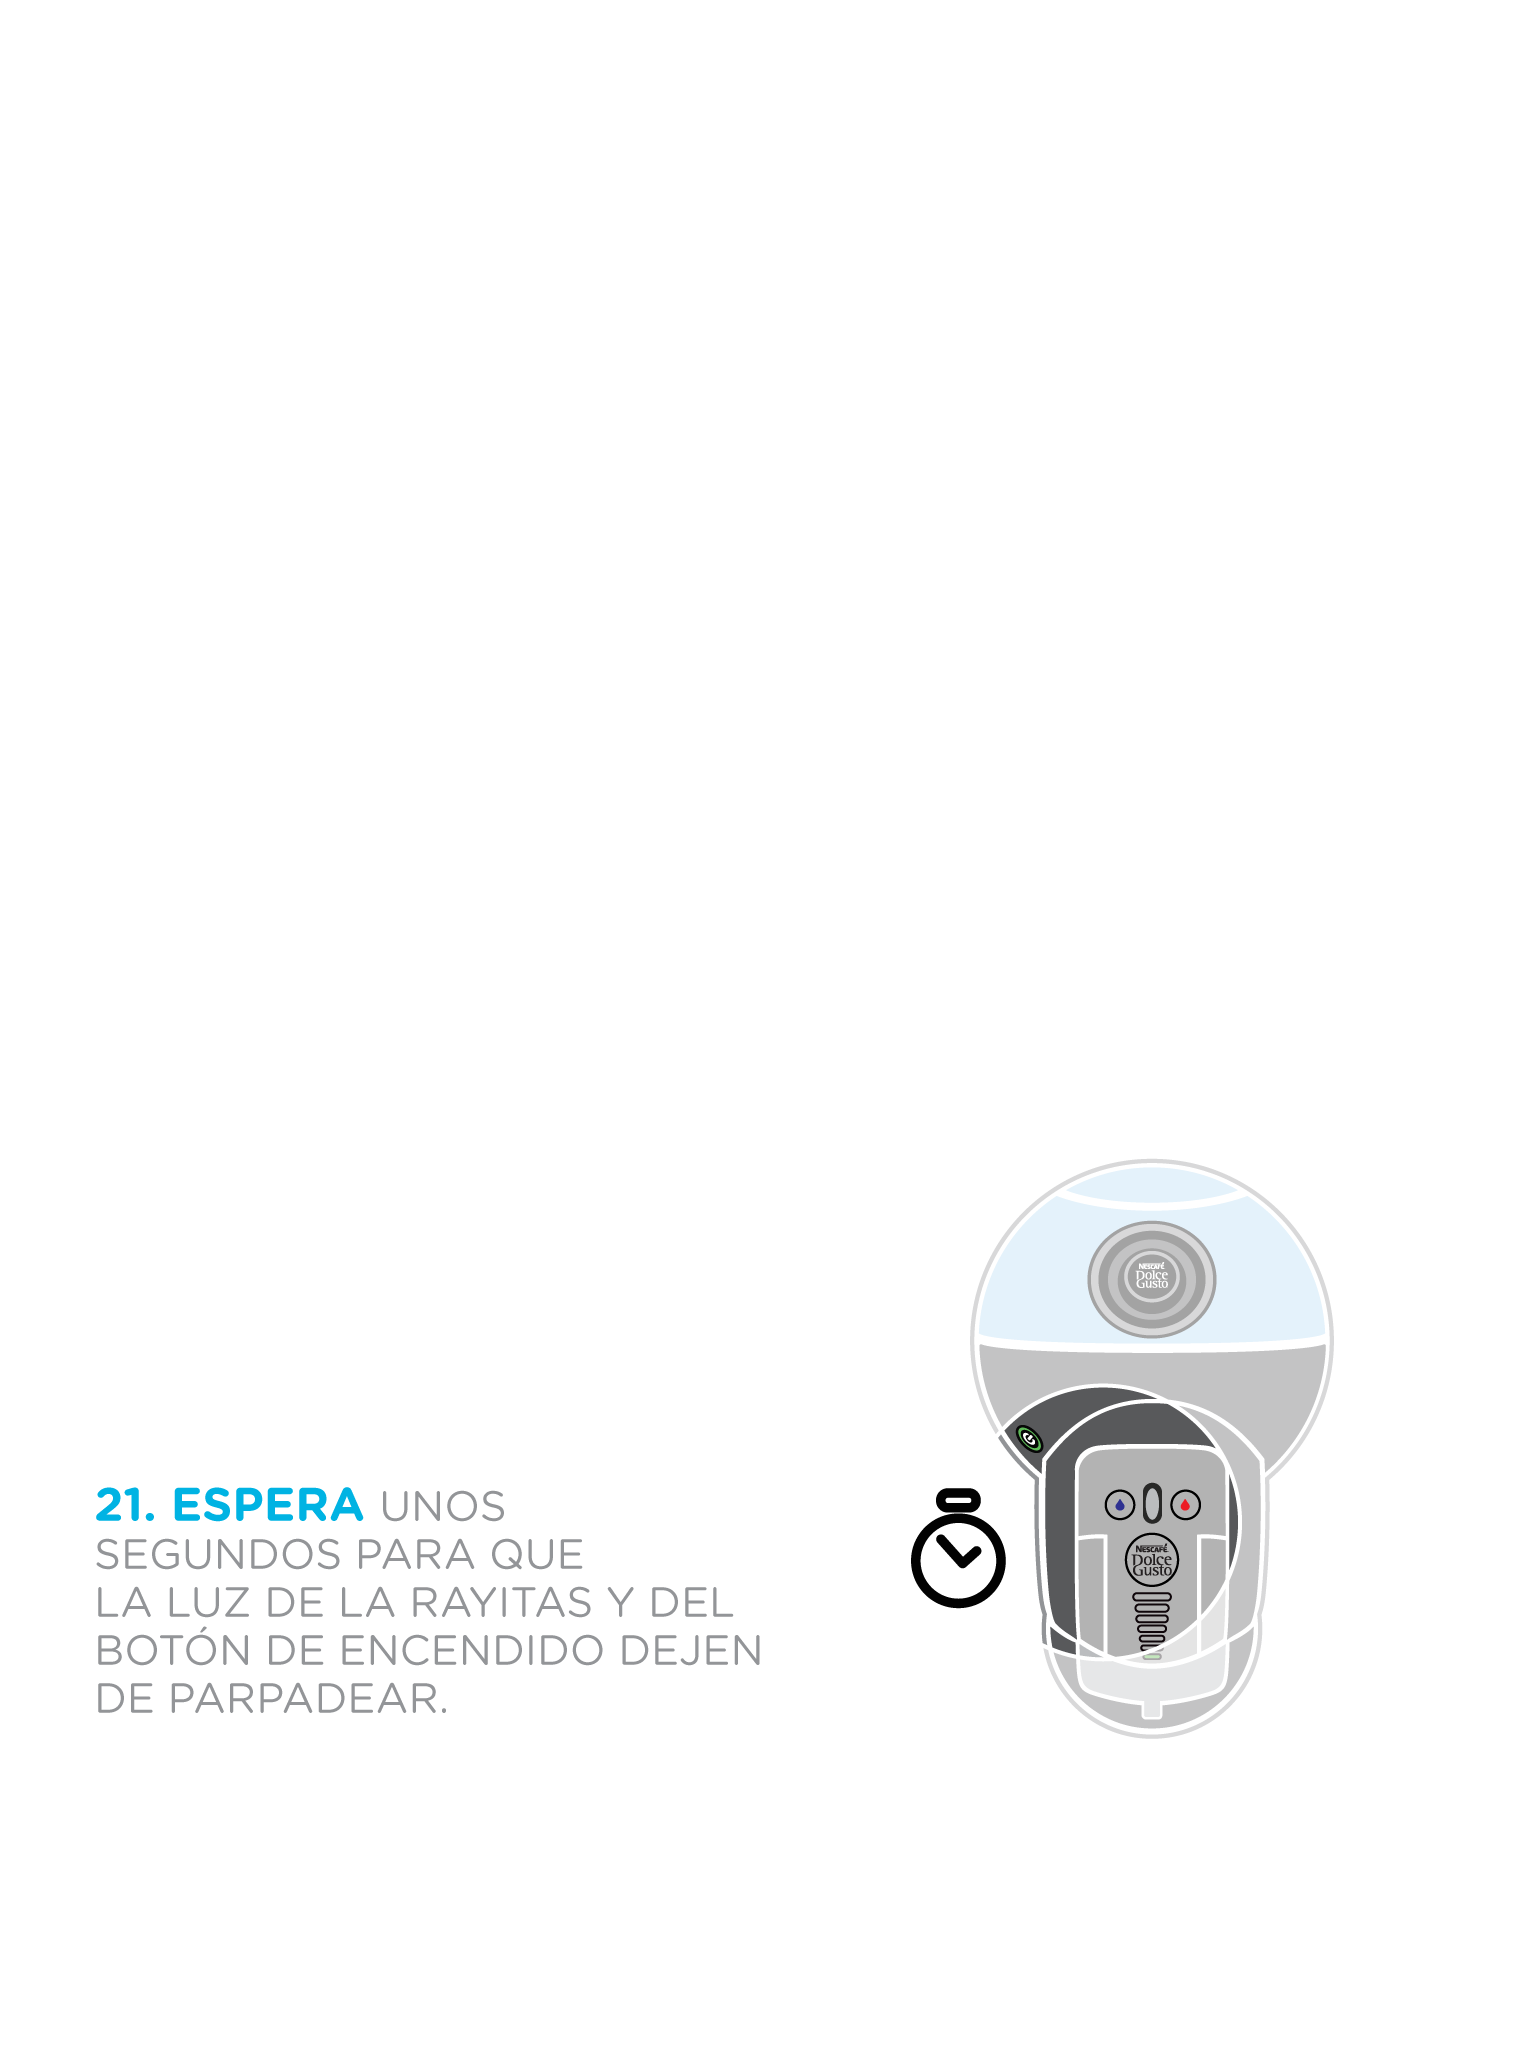 NESCAFÉ
Dolce
Gusto
21. ESPERA UNOS
SEGUNDOS PARA QUE
LA LUZ DE LA RAYITAS Y DEL
BOTÓN DE ENCENDIDO DEJEN
DE PARPADEAR.
NESCAFÉ
Dolce
Gusto